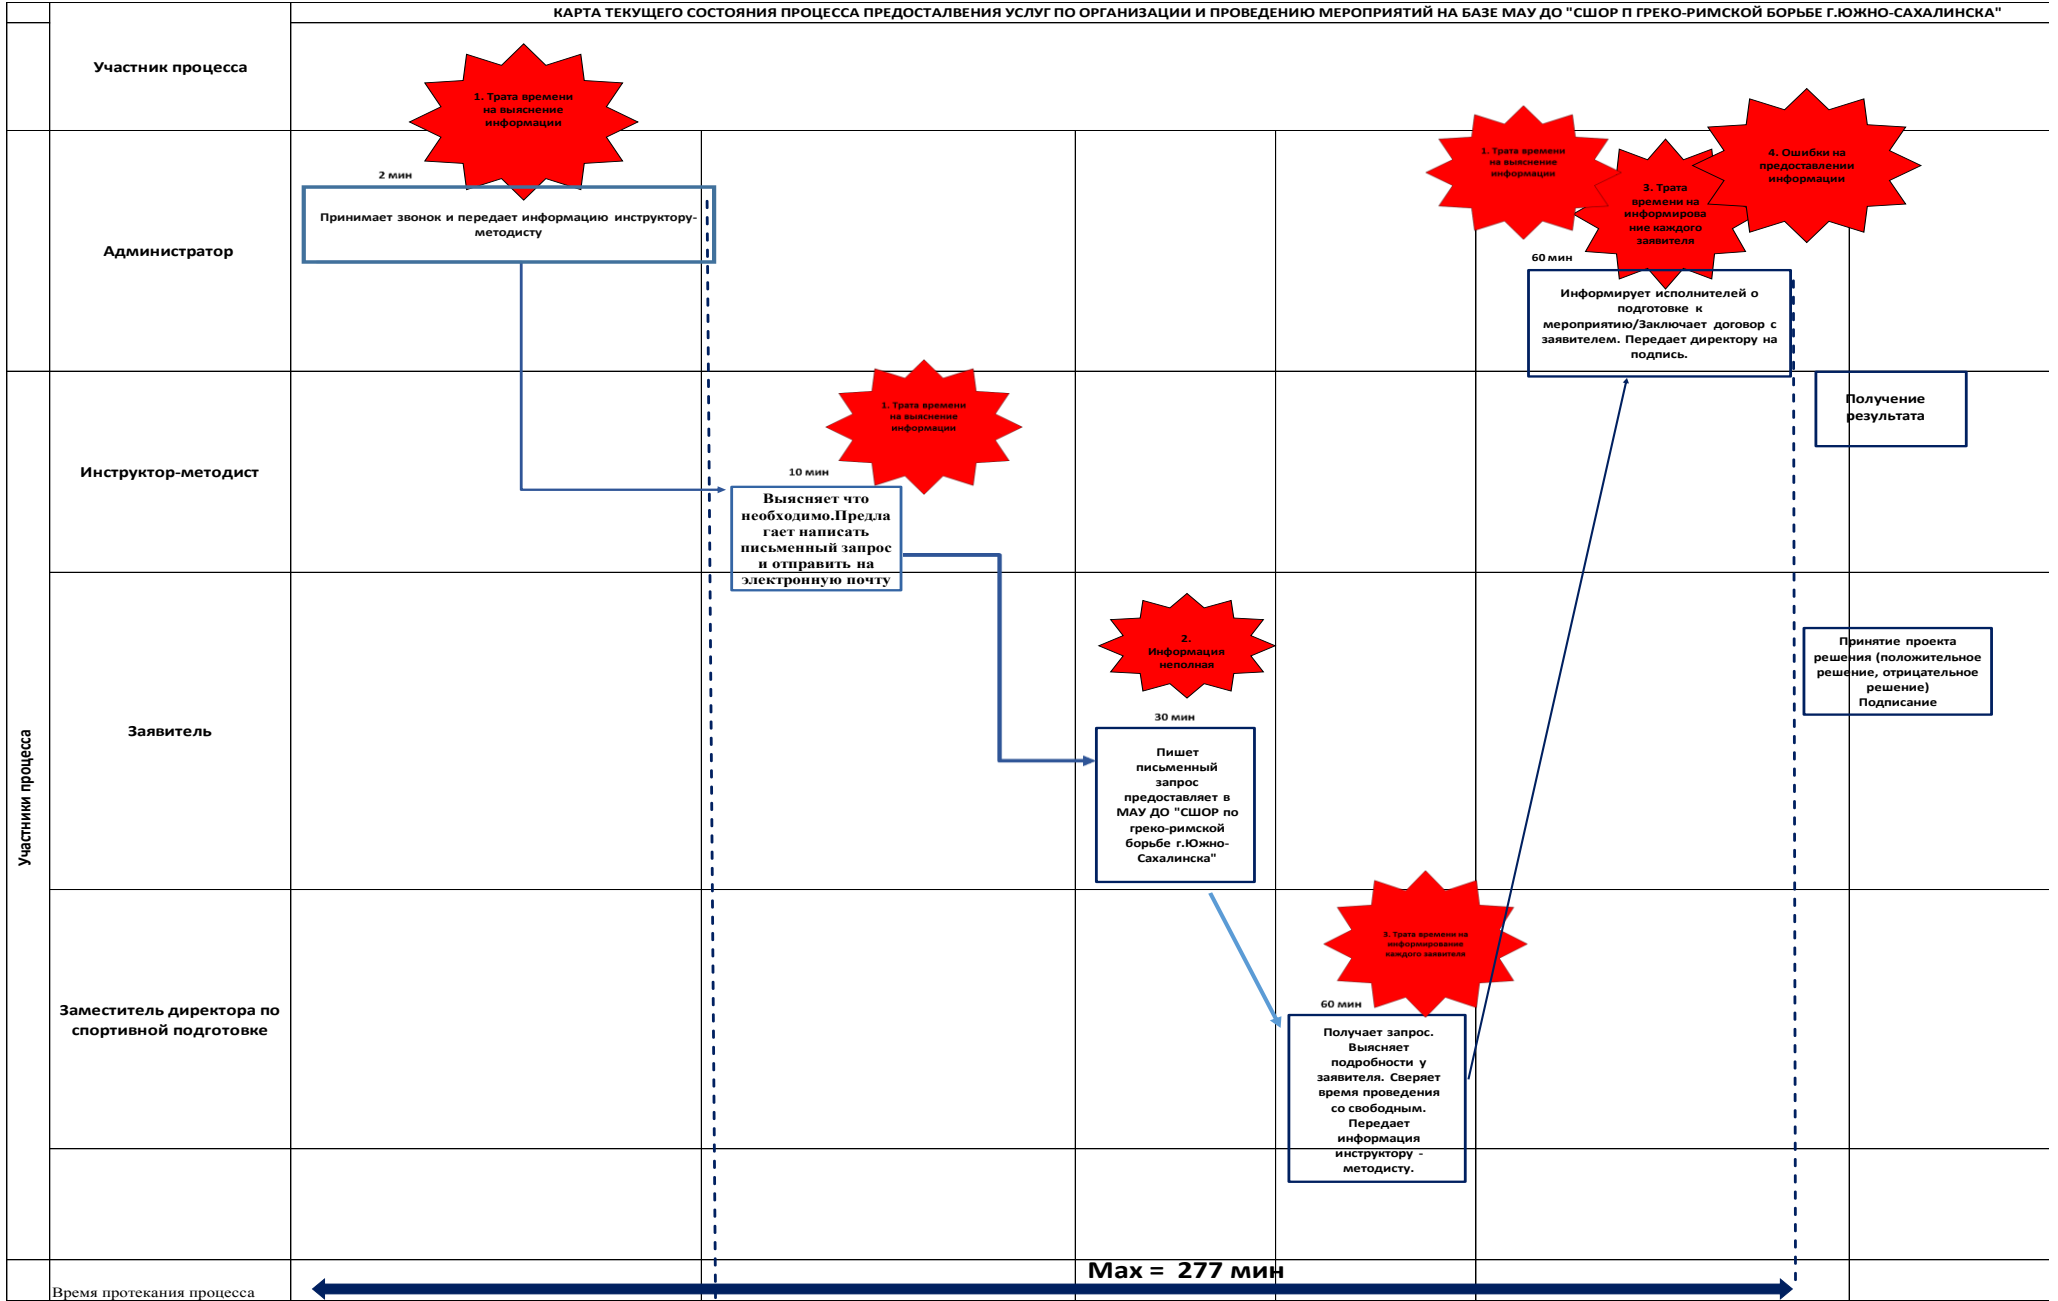 КАРТА ТЕКУЩЕГО СОСТОЯНИЯ ПРОЦЕССА ПРЕДОСТАЛВЕНИЯ УСЛУГ ПО ОРГАНИЗАЦИИ И ПРОВЕДЕНИЮ МЕРОПРИЯТИЙ НА БАЗЕ МАУ ДО "СШОР П ГРЕКО-РИМСКОЙ БОРЬБЕ Г.ЮЖНО-САХАЛИНСКА"
Участник процесса
1. Трата времени
на выяснение
информации
1. Трата времени
на выяснение
информации
3. Трата
времени на
информирова
ние каждого
заявителя
4. Ошибки на
предоставлении
информации
Администратор
2 мин
Принимает звонок и передает информацию инструктору-
методисту
60 мин
Информирует исполнителей о
подготовке к
мероприятию/Заключает договор с
заявителем. Передает директору на
подпись.
Участники процесса
Инструктор-методист
1. Трата времени
на выяснение
информации
10 мин
Выясняет что
необходимо.Предла
гает написать
письменный запрос
и отправить на
электронную почту
Получение
результата
Заявитель
2.
Информация
неполная
30 мин
Пишет
письменный
запрос
предоставляет в
МАУ ДО "СШОР по
греко-римской
борьбе г.Южно-
Сахалинска"
Принятие проекта
решения (положительное
решение, отрицательное
решение)
Подписание
Заместитель директора по
спортивной подготовке
3. Трата времени на
информирование
каждого заявителя
60 мин
Получает запрос.
Выясняет
подробности у
заявителя. Сверяет
время проведения
со свободным.
Передает
информация
инструктору -
методисту.
Время протекания процесса
Max = 277 мин